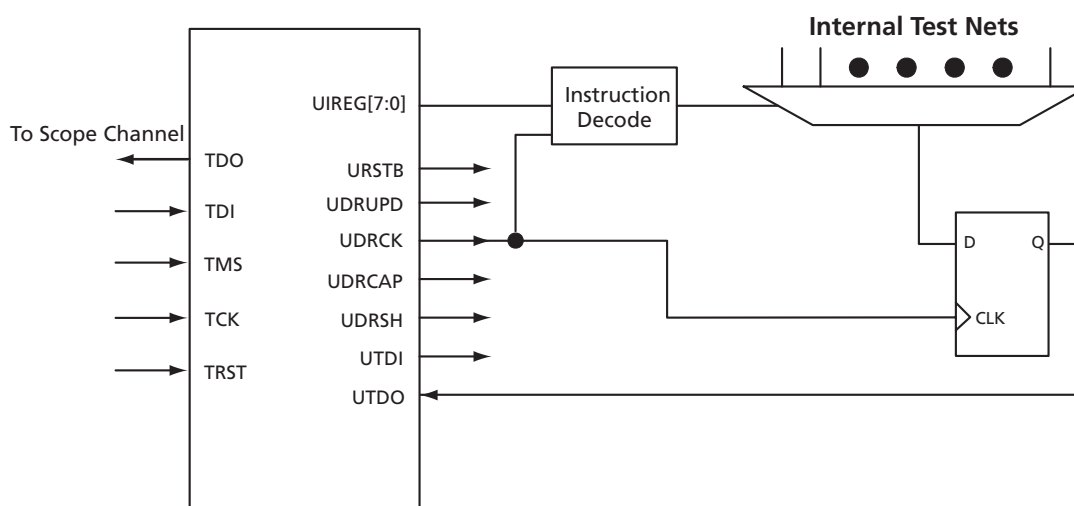 Internal Test Nets
UIREG[7:0]
Instruction
Decode
To Scope Channel
TDO
URSTB
TDI
UDRUPD
UDRCK
D
Q
TMS
UDRCAP
TCK
UDRSH
CLK
UTDI
TRST
UTDO